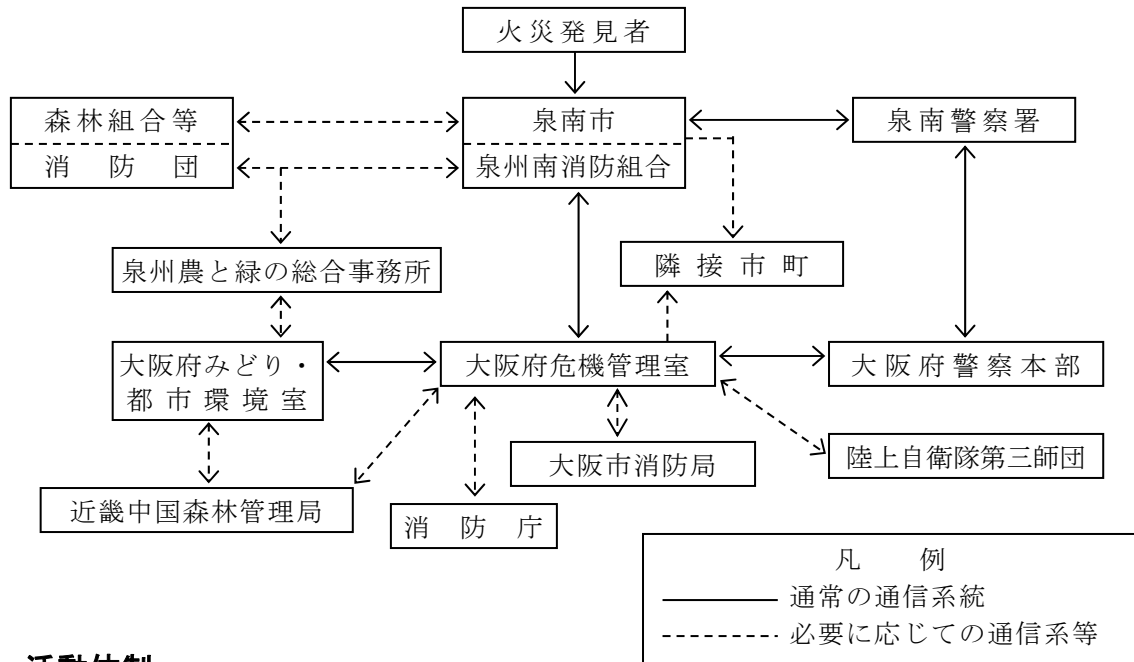 火災発見者
森林組合等
消防団
泉南市
泉州南消防組合
泉南警察署
泉州農と緑の総合事務所
隣接市町
大阪府みどり・
都市環境室
大阪府危機管理室
大阪府警察本部
大阪市消防局
陸上自衛隊第三師団
近畿中国森林管理局
消防庁
凡例
通常の通信系統
必要に応じての通信系等